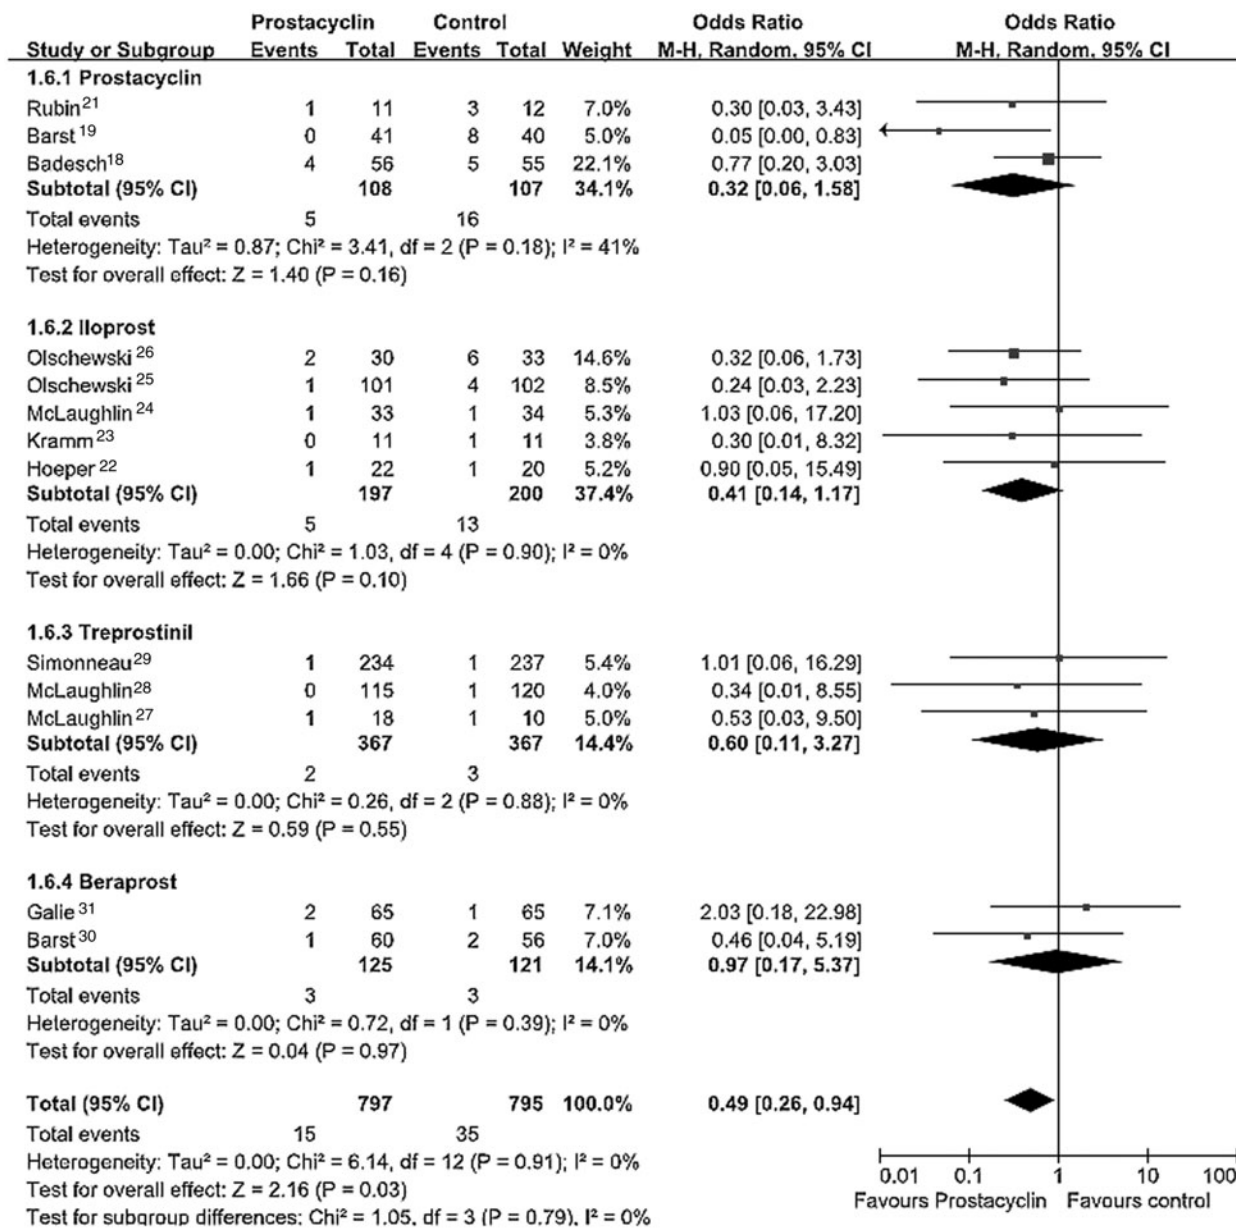 Prostacyclin Control Odds Ratio Odds Ratio
Study or Subgroup Events Total Events Total Weight M-H, Random, 95% CI M-H, Random, 95% CI
1.6.1 Prostacyclin
Rubin21 1 11 3 12 7.0% 0.30 [0.03, 3.43]
Barst 19 0 41 8 40 5.0% 0.05 [0.00, 0.83]
Badesch18 4 56 5 55 22.1% 0.77 [0.20, 3.03]
Subtotal (95% CI) 108 107 34.1% 0.32 [0.06, 1.58]
Total events 5 16
Heterogeneity: Tau² = 0.87; Chi² = 3.41, df = 2 (P = 0.18); I² = 41%
Test for overall effect: Z = 1.40 (P = 0.16)
1.6.2 Iloprost
Olschewski 26 2 30 6 33 14.6% 0.32 [0.06, 1.73]
Olschewski 25 1 101 4 102 8.5% 0.24 [0.03, 2.23]
McLaughlin 24 1 33 1 34 5.3% 1.03 [0.06, 17.20]
Kramm 23 0 11 1 11 3.8% 0.30 [0.01, 8.32]
Hoeper 22 1 22 1 20 5.2% 0.90 [0.05, 15.49]
Subtotal (95% CI) 197 200 37.4% 0.41 [0.14, 1.17]
Total events 5 13
Heterogeneity: Tau² = 0.00; Chi² = 1.03, df = 4 (P = 0.90); I² = 0%
Test for overall effect: Z = 1.66 (P = 0.10)
1.6.3 Treprostinil
Simonneau29 1 234 1 237 5.4% 1.01 [0.06, 16.29]
McLaughlin28 0 115 1 120 4.0% 0.34 [0.01, 8.55]
McLaughlin27 1 18 1 10 5.0% 0.53 [0.03, 9.50]
Subtotal (95% CI) 367 367 14.4% 0.60 [0.11, 3.27]
Total events 2 3
Heterogeneity: Tau² = 0.00; Chi² = 0.26, df = 2 (P = 0.88); I² = 0%
Test for overall effect: Z = 0.59 (P = 0.55)
1.6.4 Beraprost
Galie 31 2 65 1 65 7.1% 2.03 [0.18, 22.98]
Barst 30 1 60 2 56 7.0% 0.46 [0.04, 5.19]
Subtotal (95% CI) 125 121 14.1% 0.97 [0.17, 5.37]
Total events 3 3
Heterogeneity: Tau² = 0.00; Chi² = 0.72, df = 1 (P = 0.39); I² = 0%
Test for overall effect: Z = 0.04 (P = 0.97)
Total (95% CI) 797 795 100.0% 0.49 [0.26, 0.94]
Total events 15 35
Heterogeneity: Tau² = 0.00; Chi² = 6.14, df = 12 (P = 0.91); I² = 0%
Test for overall effect: Z = 2.16 (P = 0.03)
Test for subgroup differences: Chi² = 1.05, df = 3 (P = 0.79), I² = 0%
0.01 0.1 1 10 100
Favours Prostacyclin Favours control